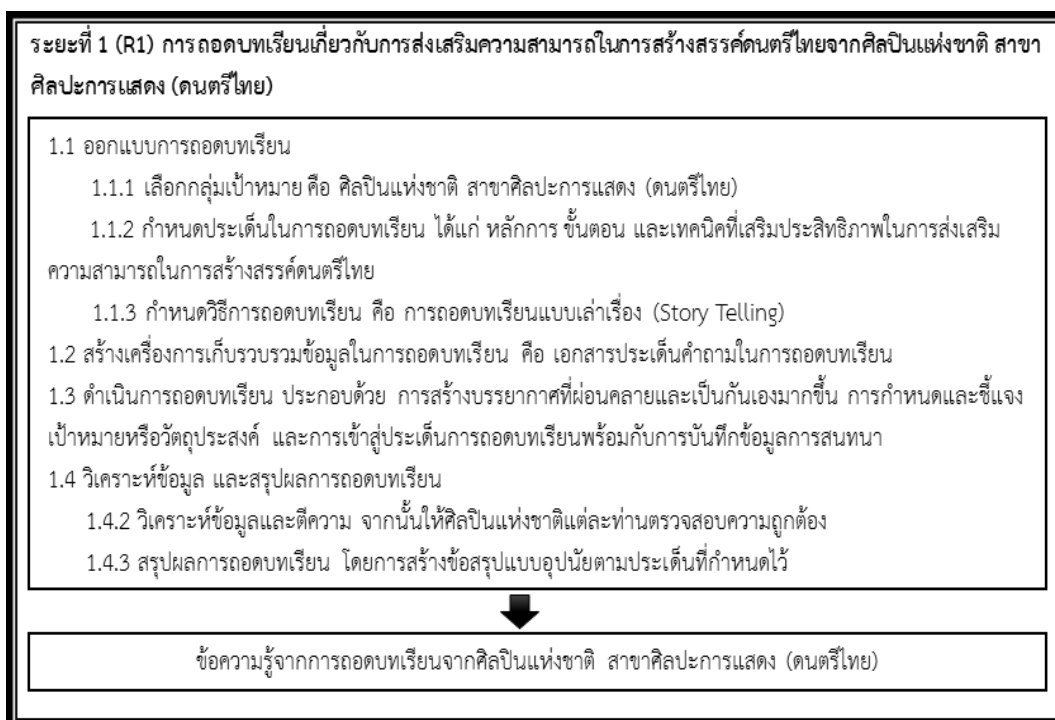 ระยะที่ 1 (R1) การถอดบทเรียนเกี่ยวกับการส่งเสริมความสามารถในการสร้างสรรค์ดนตรีไทยจากศิลปินแห่งชาติ สาขา
ศิลปะการแสดง (ดนตรีไทย)
1.1 ออกแบบการถอดบทเรียน
1.1.1 เลือกกลุ่มเป้าหมาย คือ ศิลปินแห่งชาติ สาขาศิลปะการแสดง (ดนตรีไทย)
1.1.2 กำหนดประเด็นในการถอดบทเรียน ได้แก่ หลักการ ขั้นตอน และเทคนิคที่เสริมประสิทธิภาพในการส่งเสริม
ความสามารถในการสร้างสรรค์ดนตรีไทย
1.1.3 กำหนดวิธีการถอดบทเรียน คือ การถอดบทเรียนแบบเล่าเรื่อง (Story Telling)
1.2 สร้างเครื่องการเก็บรวบรวมข้อมูลในการถอดบทเรียน คือ เอกสารประเด็นคำถามในการถอดบทเรียน
1.3 ดำเนินการถอดบทเรียน ประกอบด้วย การสร้างบรรยากาศที่ผ่อนคลายและเป็นกันเองมากขึ้น การกำหนดและชี้แจง
เป้าหมายหรือวัตถุประสงค์ และการเข้าสู่ประเด็นการถอดบทเรียนพร้อมกับการบันทึกข้อมูลการสนทนา
1.4 วิเคราะห์ข้อมูล และสรุปผลการถอดบทเรียน
1.4.2 วิเคราะห์ข้อมูลและตีความ จากนั้นให้ศิลปินแห่งชาติแต่ละท่านตรวจสอบความถูกต้อง
1.4.3 สรุปผลการถอดบทเรียน โดยการสร้างข้อสรุปแบบอุปนัยตามประเด็นที่กำหนดไว้
ข้อความรู้จากการถอดบทเรียนจากศิลปินแห่งชาติ สาขาศิลปะการแสดง (ดนตรีไทย)